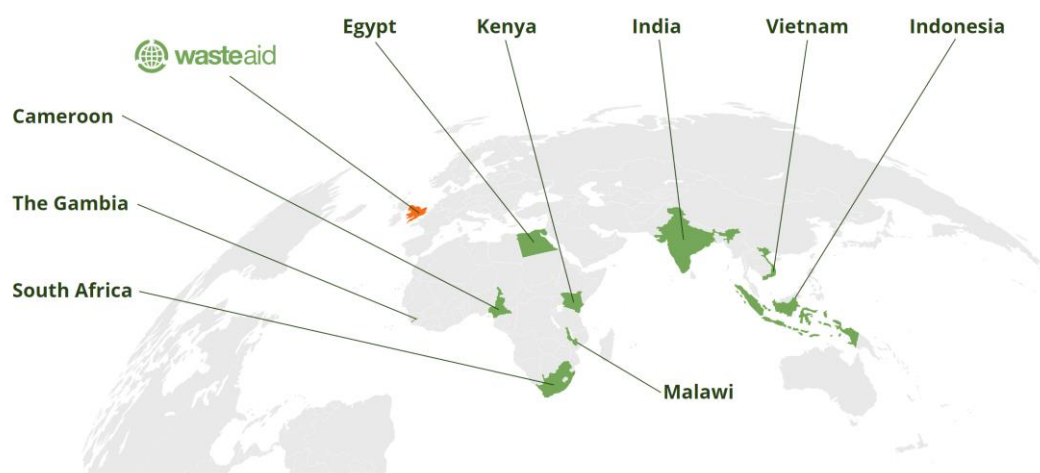 Egypt
Kenya
India
Vietnam
Indonesia
wasteaid
Cameroon
The Gambia
South Africa
Malawi